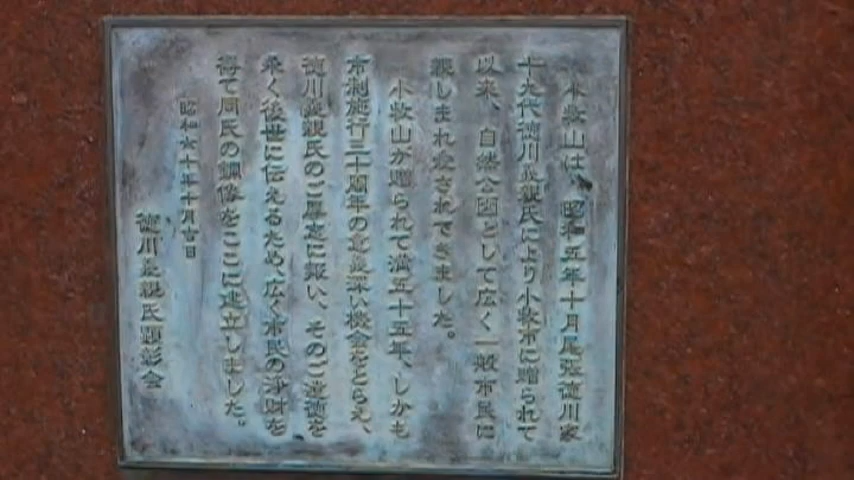 小牧山は、昭和五年十月尾張徳川家
十九代徳川義親氏により小牧市に贈られて
以来、自然公園として広く一般市民に
親しまれ愛されてきました。
小牧山が贈られて満五十五年、しかも
市制施行三十周年の意義深い機会をとらえ、
徳川義親氏のご厚志に報い、そのご遺徳を
永く後世に伝えるため、広く市民の浄財を
得て同氏の銅像をここに建立しました。
昭和六十年十月吉日
徳川義親氏顕彰会